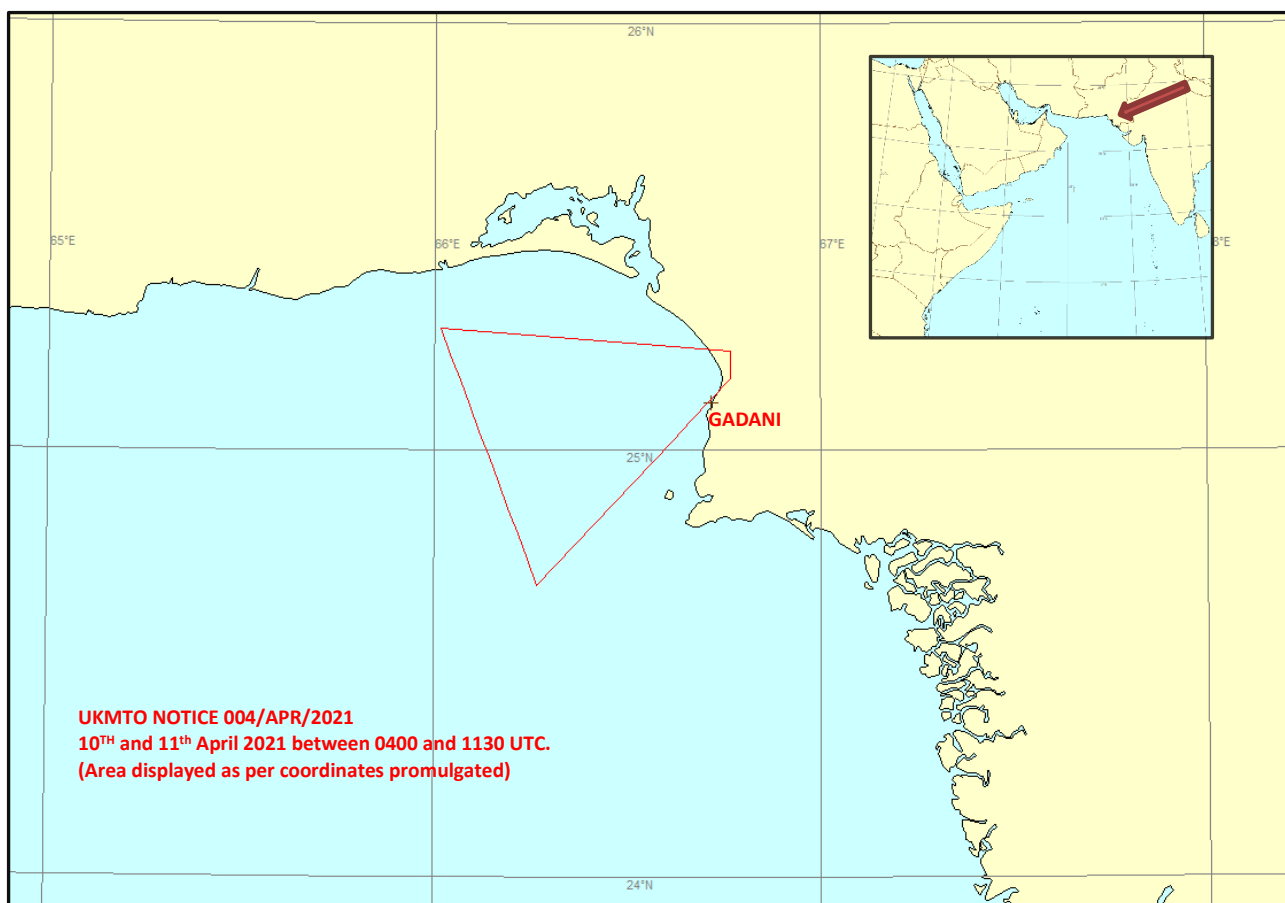 26°N
65°E
66°E
67°E
8°E
GADANI
25°N
UKMTO NOTICE 004/APR/2021
10TH and 11th April 2021 between 0400 and 1130 UTC.
(Area displayed as per coordinates promulgated)
24°N